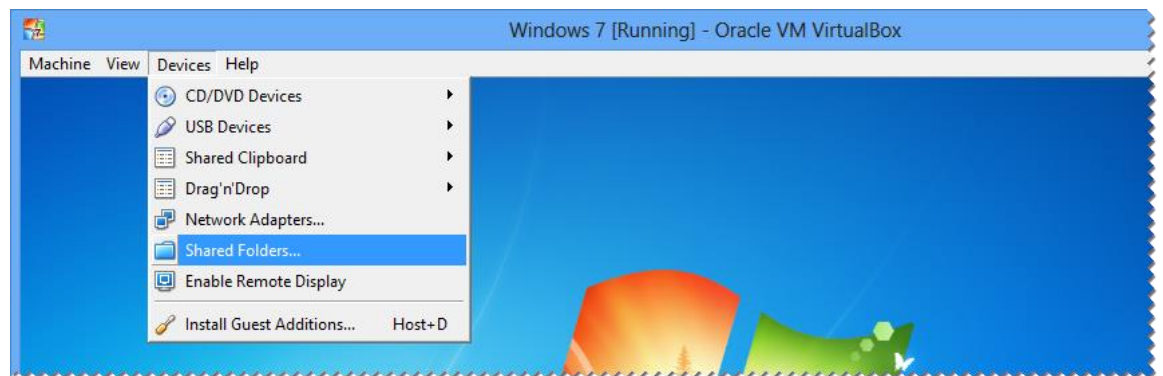 Windows 7 [Running] - Oracle VM VirtualBox
Machine View Devices Help
CD/DVD Devices
USB Devices
Shared Clipboard
Drag'n'Drop
Network Adapters...
Shared Folders...
Enable Remote Display
Install Guest Additions... Host+D